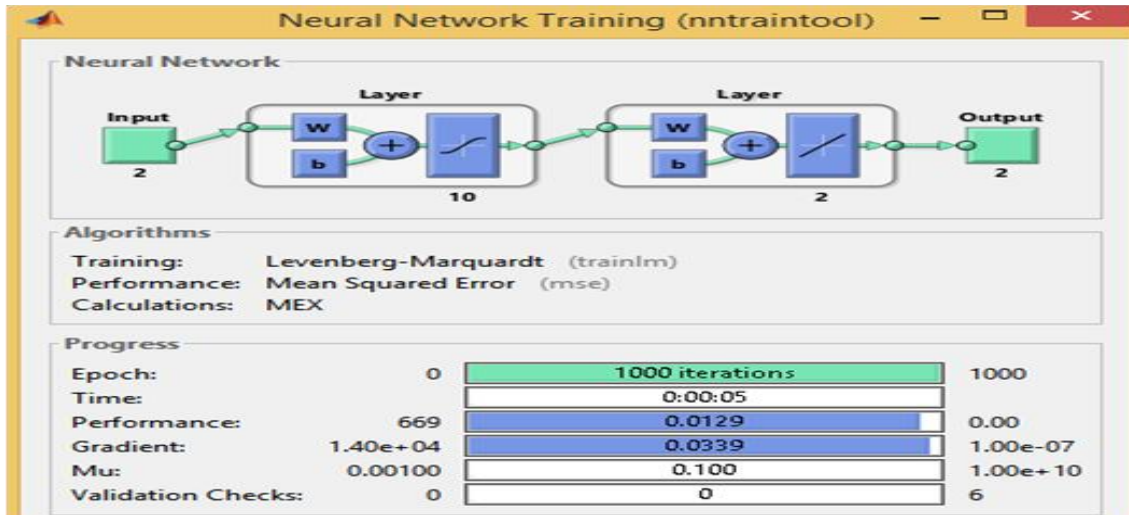 Neural Network Training (nntraintool)
Neural Network
Layer Layer
Input Output
w w
b b
2 10 2 2
Algorithms
Training: Levenberg-Marquardt (trainlm)
Performance: Mean Squared Error (mse)
Calculations: MEX
Progress
Epoch: 0 1000 iterations 1000
Time: 0:00:05
Performance: 669 0.0129 0.00
Gradient: 1.40e+04 0.0339 1.00e-07
Mu: 0.00100 0.100 1.00e+10
Validation Checks: 0 0 6